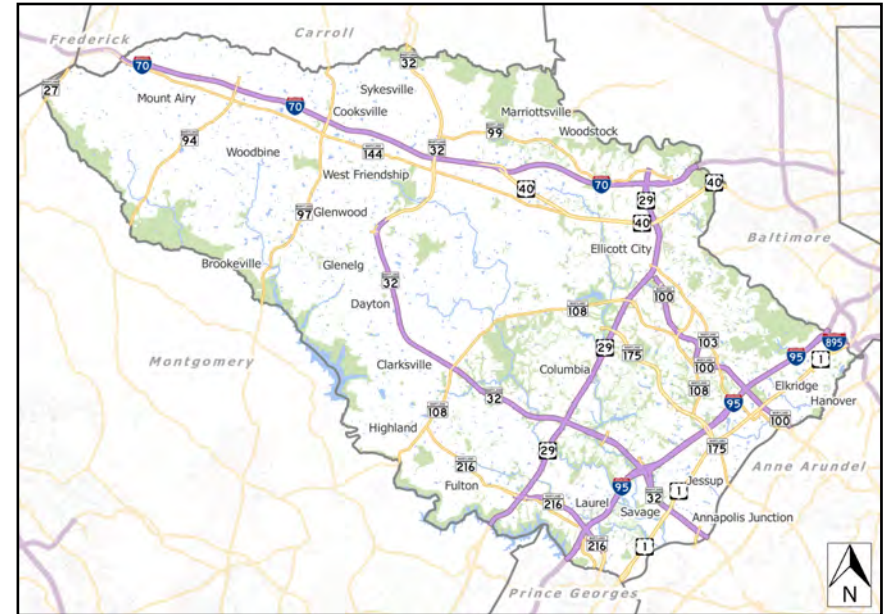 Carroll
Frederick
32
70
27
Sykesville
Mount Airy
70
Cooksville
Marriottsville
99
Woodstock
94
32
Woodbine
144
West Friendship
40
70
40
29
97
Glenwood
40
Ellicott City
Baltimore
Brookeville
Glenelg
32
100
Dayton
108
103
895
29
175
95
1
Montgomery
Clarksville
Columbia
100
Elkridge
32
108
95
Hanover
108
100
Highland
29
175
216
Anne Arundel
Fulton
95
Jessup
32
1
216
Laurel
Savage
Annapolis Junction
216
1
N
Prince Georges